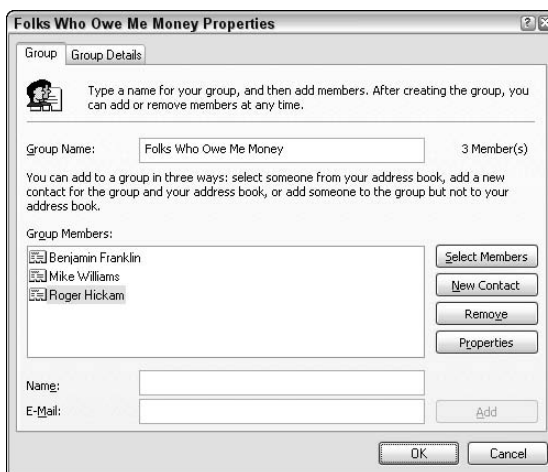 Folks Who Owe Me Money Properties
Group
Group Details
Type a name for your group, and then add members. After creating the group, you
can add or remove members at any time.
Group Name:
Folks Who Owe Me Money
3 Member(s)
You can add to a group in three ways: select someone from your address book, add a new
contact for the group and your address book, or add someone to the group but not to your
address book.
Group Members:
Benjamin Franklin
Mike Williams
Roger Hickam
Select Members
New Contact
Remove
Properties
Name:
E-Mail:
Add
OK
Cancel